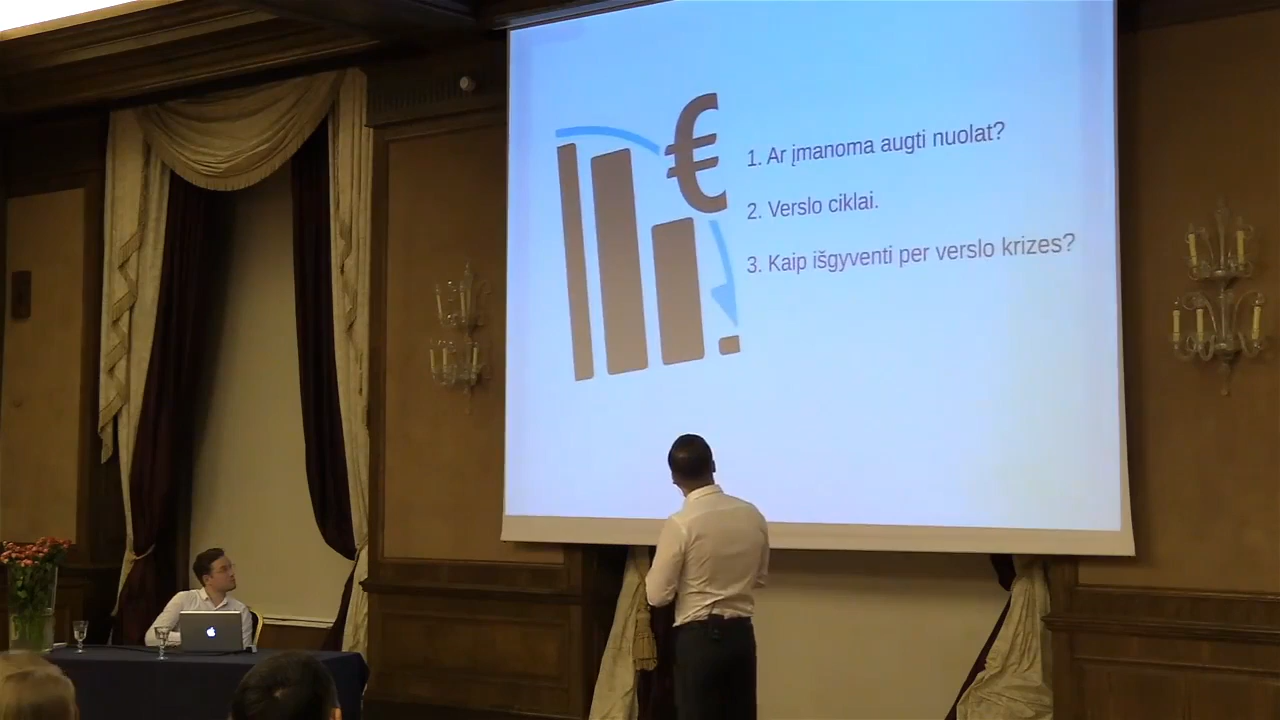 €
1. Ar įmanoma augti nuolat?
2. Verslo ciklai.
3. Kaip išgyventi per verslo krizes?